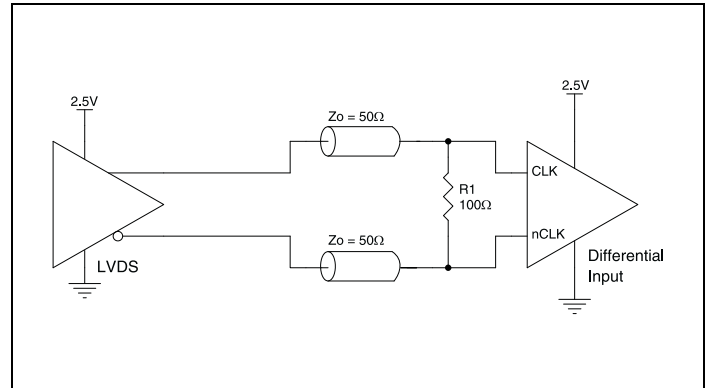 2.5V
2.5V
Zo = 50Ω
CLK
R1
100Ω
nCLK
Zo = 50Ω
LVDS
Differential
Input